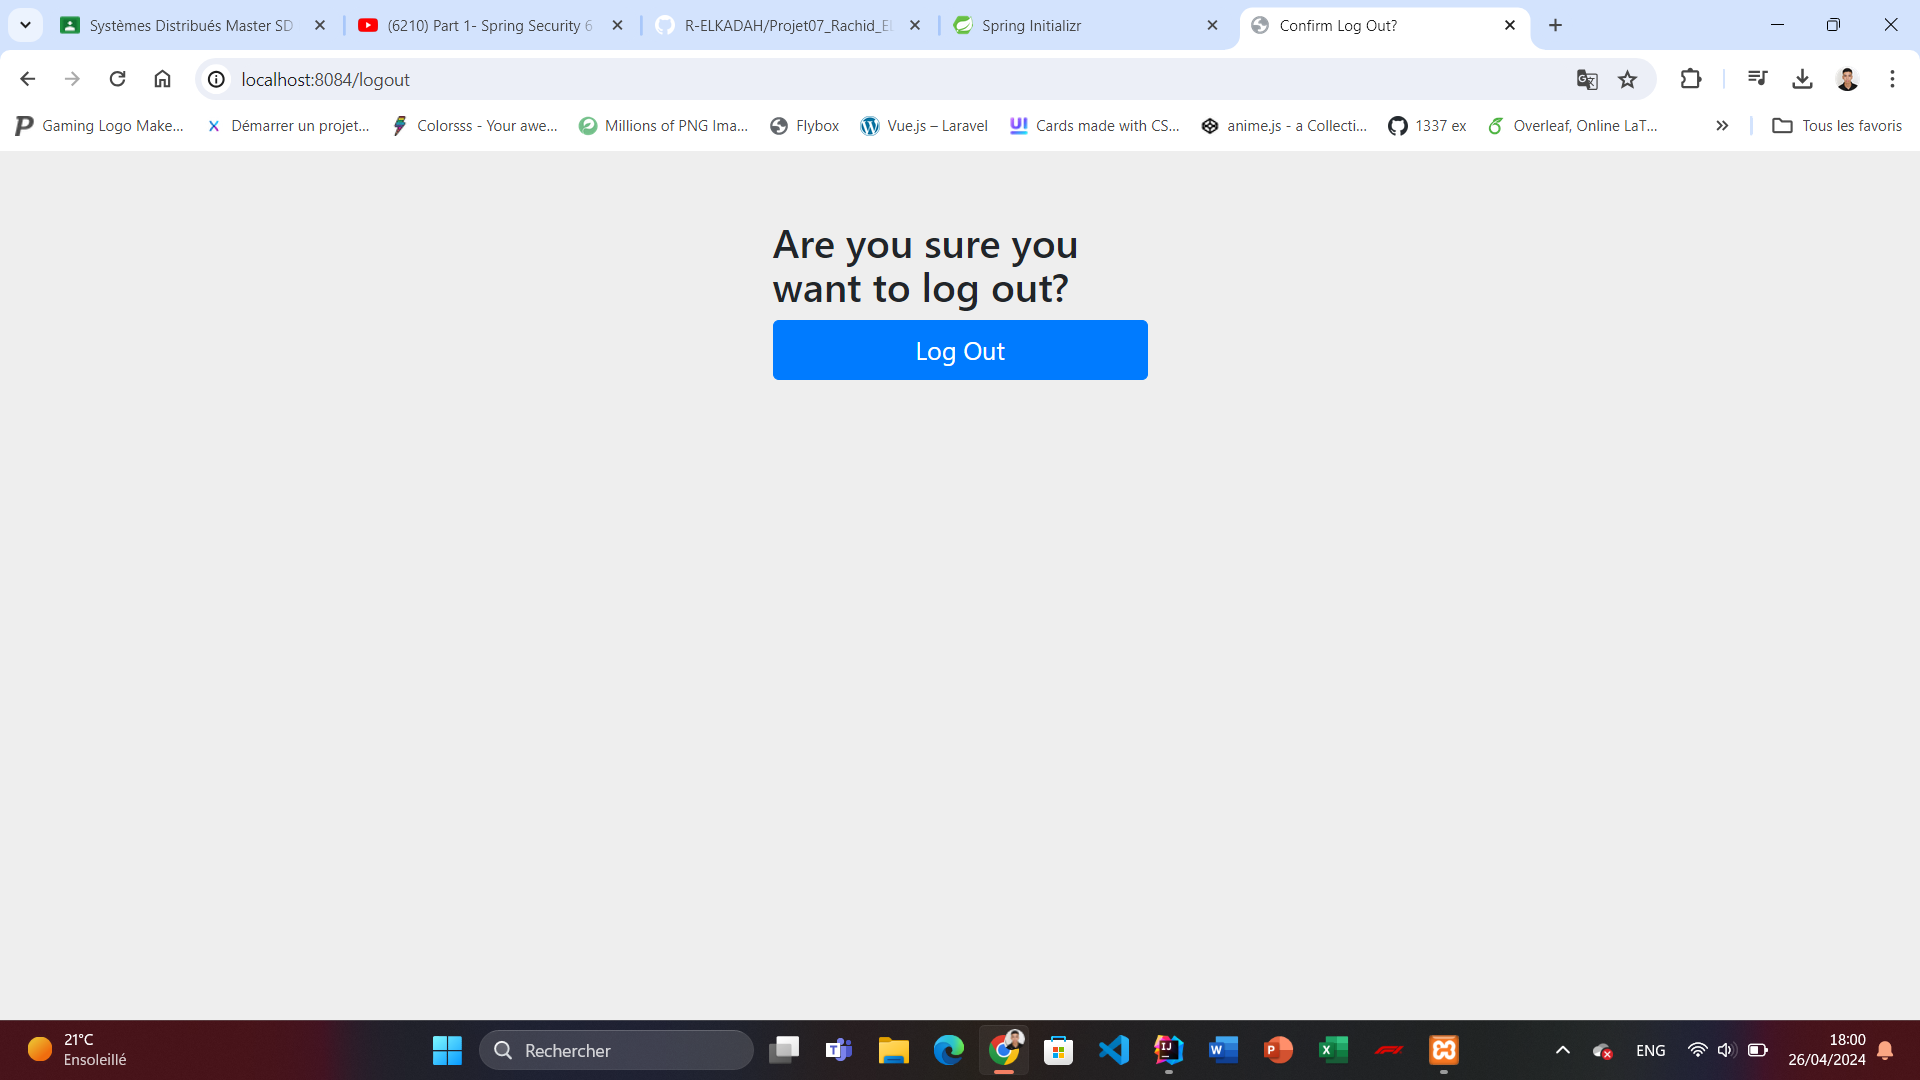 Systèmes Distribués Master SD
(6210) Part 1- Spring Security 6
R-ELKADAH/Projet07_Rachid_EL
Spring Initializr
Confirm Log Out?
localhost:8084/logout
Gaming Logo Make...
Démarrer un projet...
Colorsss - Your awe...
Millions of PNG Ima...
Flybox
Vue.js – Laravel
Cards made with CS...
anime.js - a Collecti...
1337 ex
Overleaf, Online LaT...
Tous les favoris
Are you sure you
want to log out?
Log Out
21°C
Ensoleillé
Rechercher
ENG
18:00
26/04/2024